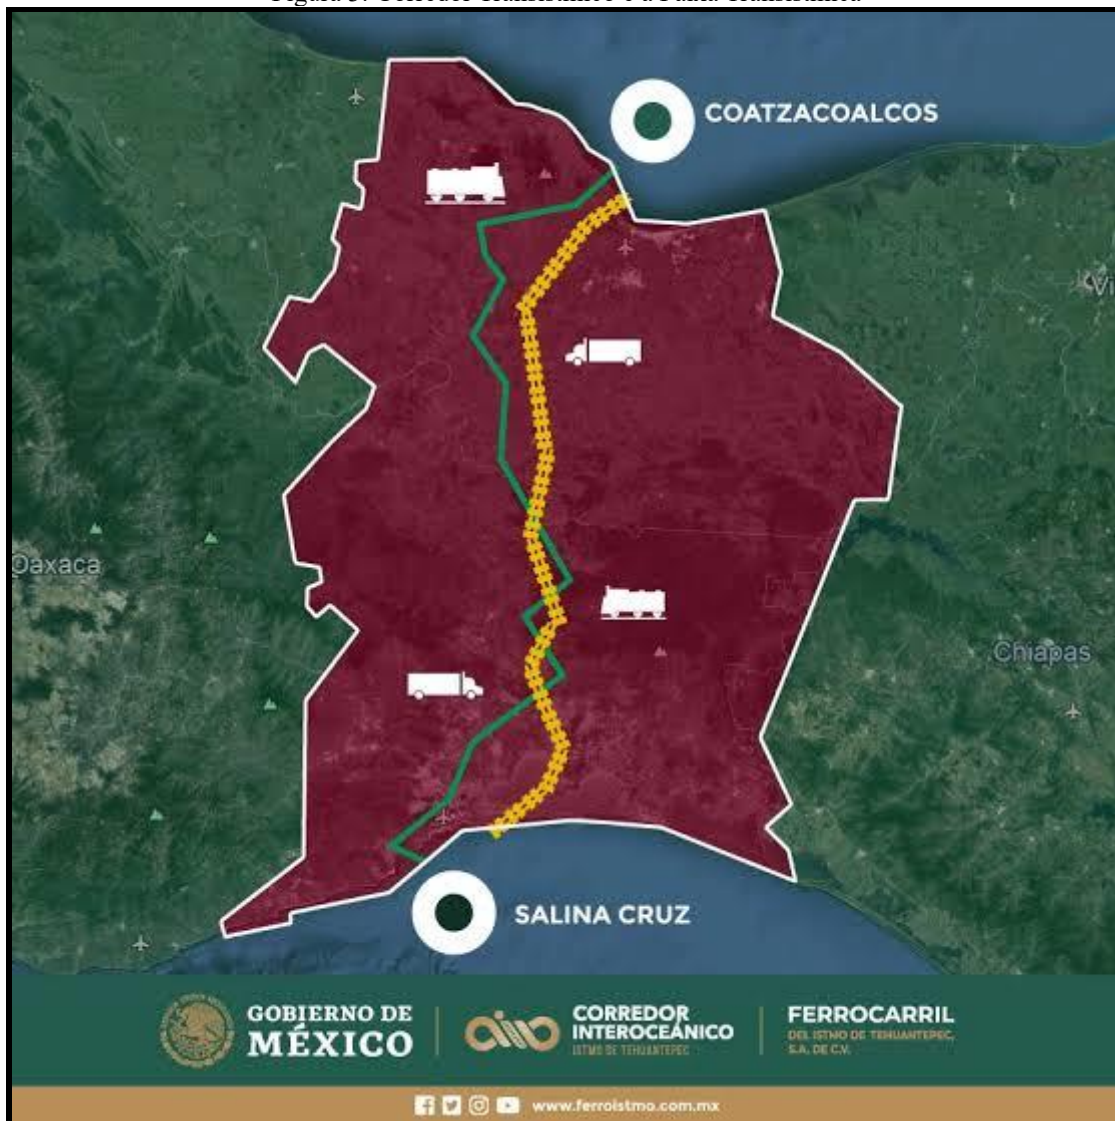 COATZACOALCOS
Vi
Oaxaca
Chiapas
SALINA CRUZ
GOBIERNO DE
MÉXICO
CORREDOR
INTEROCEÁNICO
ISTMO DE TEHUANTEPEC
FERROCARRIL
DEL ISTMO DE TEHUANTEPEC,
S.A. DE C.V.
www.ferroistmo.com.mx